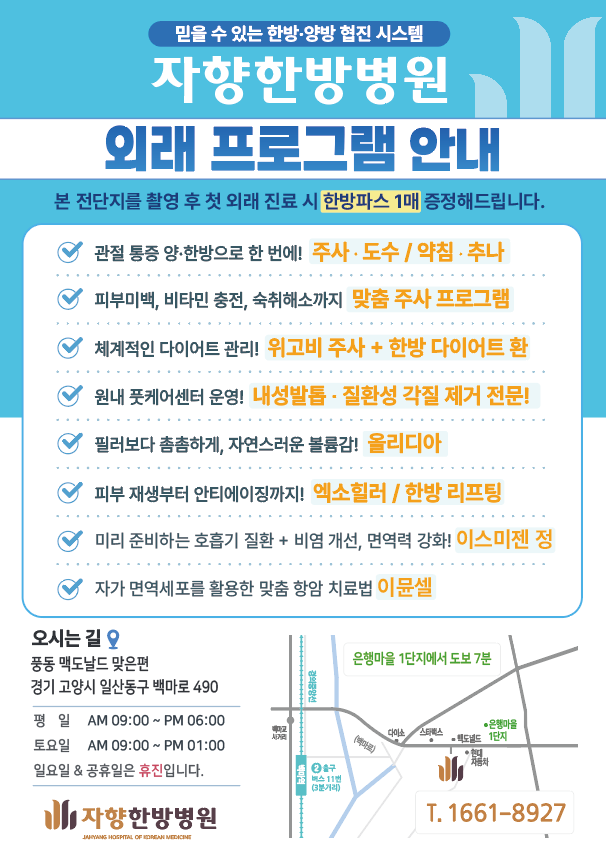 믿을 수 있는 한방·양방 협진 시스템
자향한방병원
외래 프로그램 안내
본 전단지를 촬영 후 첫 외래 진료 시 한방파스 1매 증정해드립니다.
관절 통증 양·한방으로 한 번에! 주사 · 도수 / 약침 · 추나
피부미백, 비타민 충전, 숙취해소까지 맞춤 주사 프로그램
체계적인 다이어트 관리! 위고비 주사 + 한방 다이어트 환
원내 풋케어센터 운영! 내성발톱 · 질환성 각질 제거 전문!
필러보다 촘촘하게, 자연스러운 볼륨감! 올리디아
피부 재생부터 안티에이징까지! 엑소힐러 / 한방 리프팅
미리 준비하는 호흡기 질환 + 비염 개선, 면역력 강화! 이스미젠 정
자가 면역세포를 활용한 맞춤 항암 치료법 이뮨셀
오시는 길
풍동 맥도날드 맞은편
경기 고양시 일산동구 백마로 490
평 일 AM 09:00 ~ PM 06:00
토요일 AM 09:00 ~ PM 01:00
일요일 & 공휴일은 휴진입니다.
자향한방병원
JAHYANG HOSPITAL OF KOREAN MEDICINE
은행마을 1단지에서 도보 7분
경의중앙선
백마교
사거리
(백마로)
다이소
스타벅스
맥도날드
은행마을
1단지
현대
자동차
백마역
2 출구
버스 11번
(3분거리)
T. 1661-8927